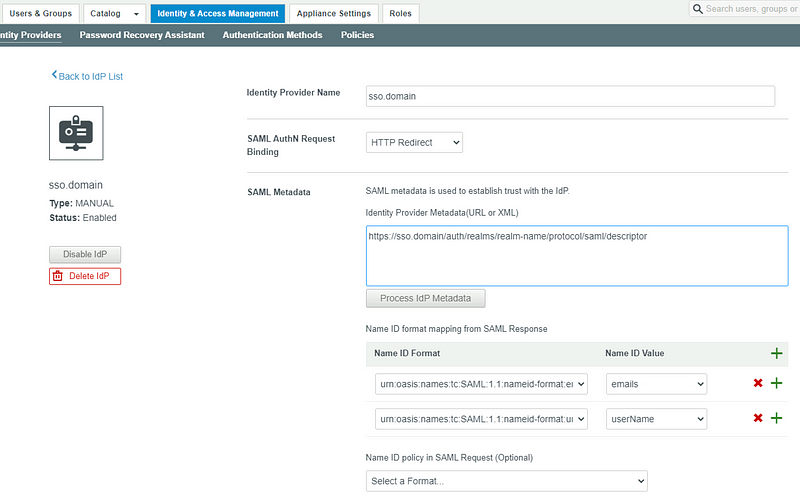 Users & Groups
Catalog
Identity & Access Management
Appliance Settings
Roles
Search users, groups or
ntity Providers
Password Recovery Assistant
Authentication Methods
Policies
Back to IdP List
sso.domain
Type: MANUAL
Status: Enabled
Disable IdP
Delete IdP
Identity Provider Name
sso.domain
SAML AuthN Request
Binding
HTTP Redirect
SAML Metadata
SAML metadata is used to establish trust with the IdP.
Identity Provider Metadata(URL or XML)
https://sso.domain/auth/realms/realm-name/protocol/saml/descriptor
Process IdP Metadata
Name ID format mapping from SAML Response
Name ID Format
Name ID Value
urn:oasis:names:tc:SAML:1.1:nameid-format:e
emails
urn:oasis:names:tc:SAML:1.1:nameid-format:u
userName
Name ID policy in SAML Request (Optional)
Select a Format...